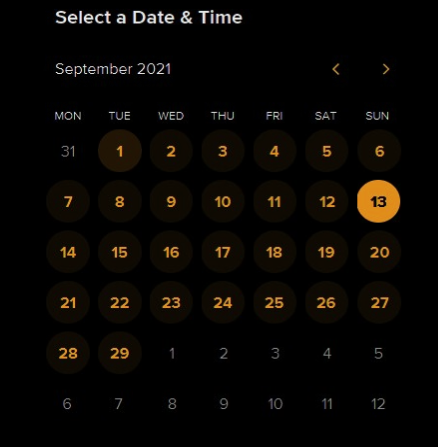 Select a Date & Time
September 2021
MON TUE WED THU FRI SAT SUN
31 1 2 3 4 5 6
7 8 9 10 11 12 13
14 15 16 17 18 19 20
21 22 23 24 25 26 27
28 29 1 2 3 4 5
6 7 8 9 10 11 12